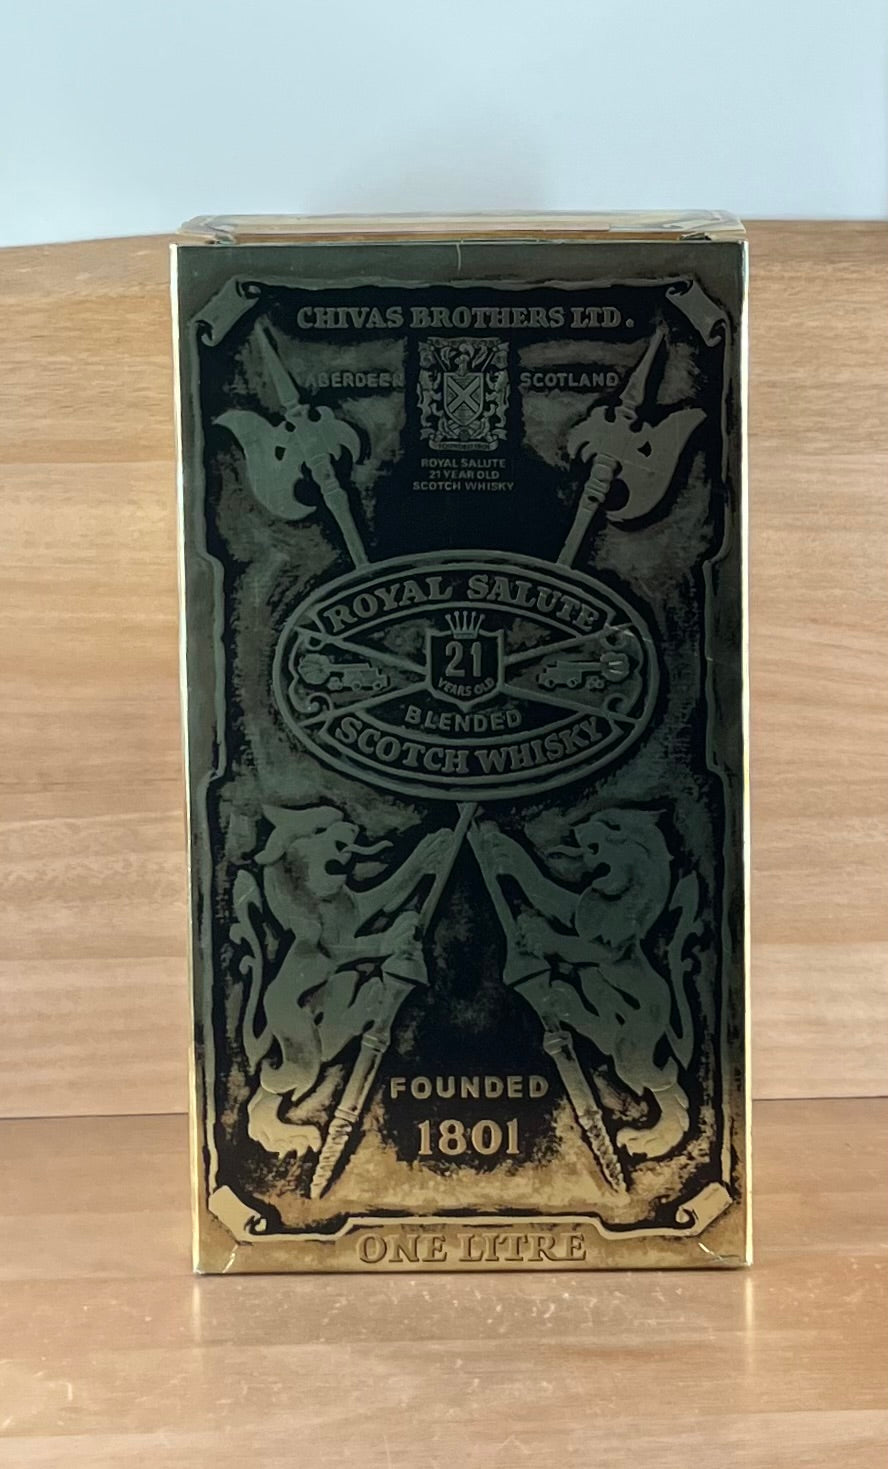 CHIVAS BROTHERS LTD.
ABERDEEN SCOTLAND
ROYAL SALUTE
21 YEAR OLD
SCOTCH WHISKY
ROYAL SALUTE
21
YEARS OLD
BLENDED
SCOTCH WHISKY
FOUNDED
1801
ONE LITRE